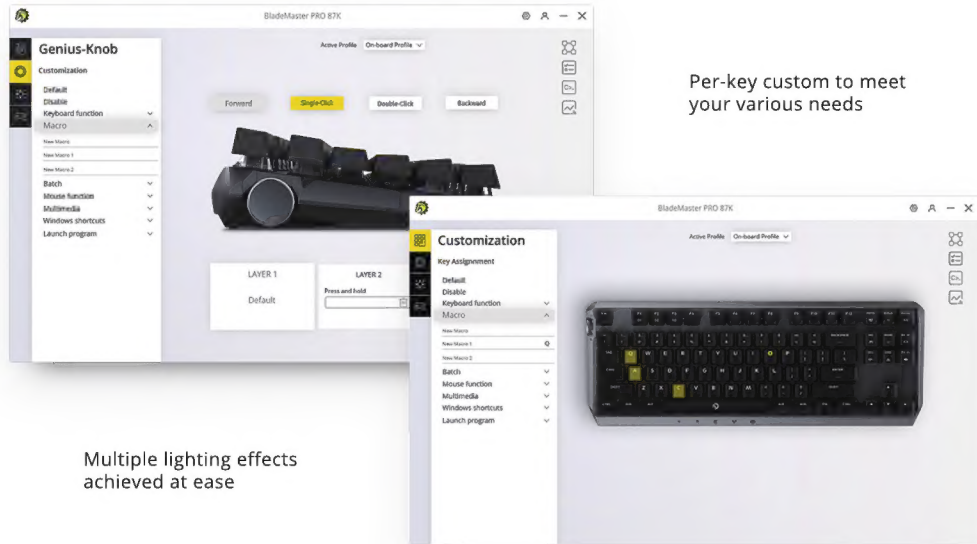 BladeMaster PRO 87K
Genius-Knob
Customization
Default
Disable
Keyboard function
Macro
New Macro
New Macro 1
New Macro 2
Batch
Mouse function
Multimedia
Windows shortcuts
Launch program
Active Profile On-board Profile
Forward Single-Click Double-Click Backward
LAYER 1
Default
LAYER 2
Press and hold
Per-key custom to meet
your various needs
BladeMaster PRO 87K
Customization
Key Assignment
Default
Disable
Keyboard function
Macro
New Macro
New Macro 1
New Macro 2
Batch
Mouse function
Multimedia
Windows shortcuts
Launch program
Active Profile On-board Profile
Q W E R T Y U I O P
A S D F G H J K L
Z X C V B N M
Multiple lighting effects
achieved at ease